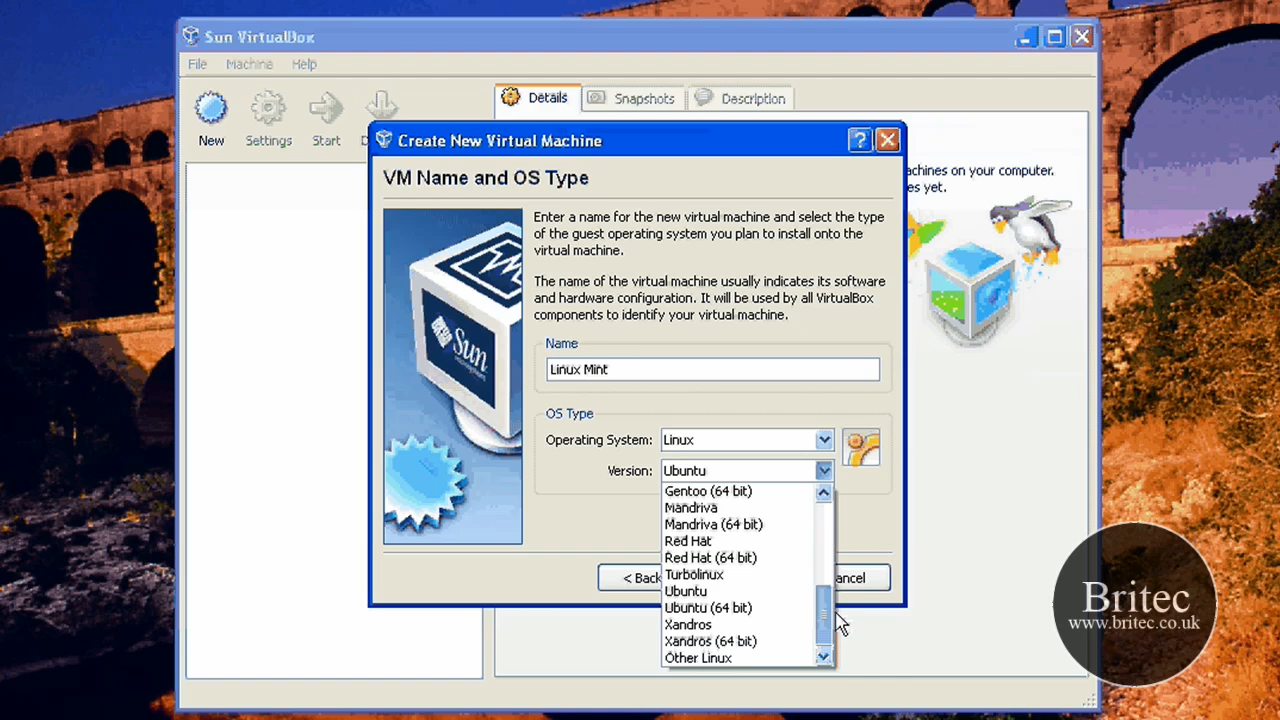 Sun VirtualBox
File Machine Help
New Settings Start
Details Snapshots Description
achines on your computer.
es yet.
Create New Virtual Machine
VM Name and OS Type
Enter a name for the new virtual machine and select the type
of the guest operating system you plan to install onto the
virtual machine.
The name of the virtual machine usually indicates its software
and hardware configuration. It will be used by all VirtualBox
components to identify your virtual machine.
Sun
Name
Linux Mint
OS Type
Operating System: Linux
Version: Ubuntu
Gentoo (64 bit)
Mandriva
Mandriva (64 bit)
Red Hat
Red Hat (64 bit)
Turbolinux
Ubuntu
Ubuntu (64 bit)
Xandros
Xandros (64 bit)
Other Linux
< Back
ancel
Britec
www.britec.co.uk